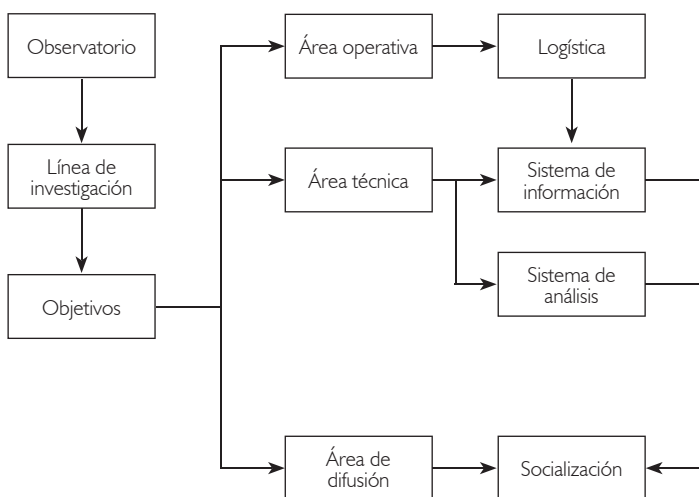 Observatorio
Línea de
investigación
Objetivos
Área operativa
Logística
Área técnica
Sistema de
información
Sistema de
análisis
Área de
difusión
Socialización